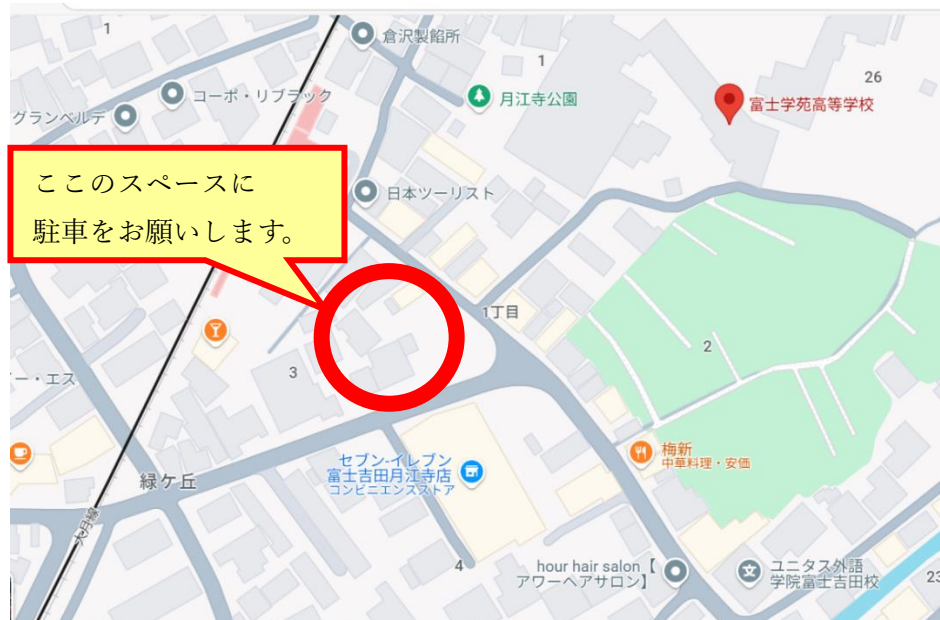 1
倉沢製餡所
1
26
コーポ・リブラック
月江寺公園
富士学苑高等学校
グランベルデ
ここのスペースに
駐車をお願いします。
日本ツーリスト
1丁目
2
3
ー・エス
梅新
中華料理・安価
セブン-イレブン
富士吉田月江寺店
コンビニエンスストア
緑ケ丘
大月線
4
hour hair salon【
アワーヘアサロン】
ユニタス外語
学院富士吉田校
23